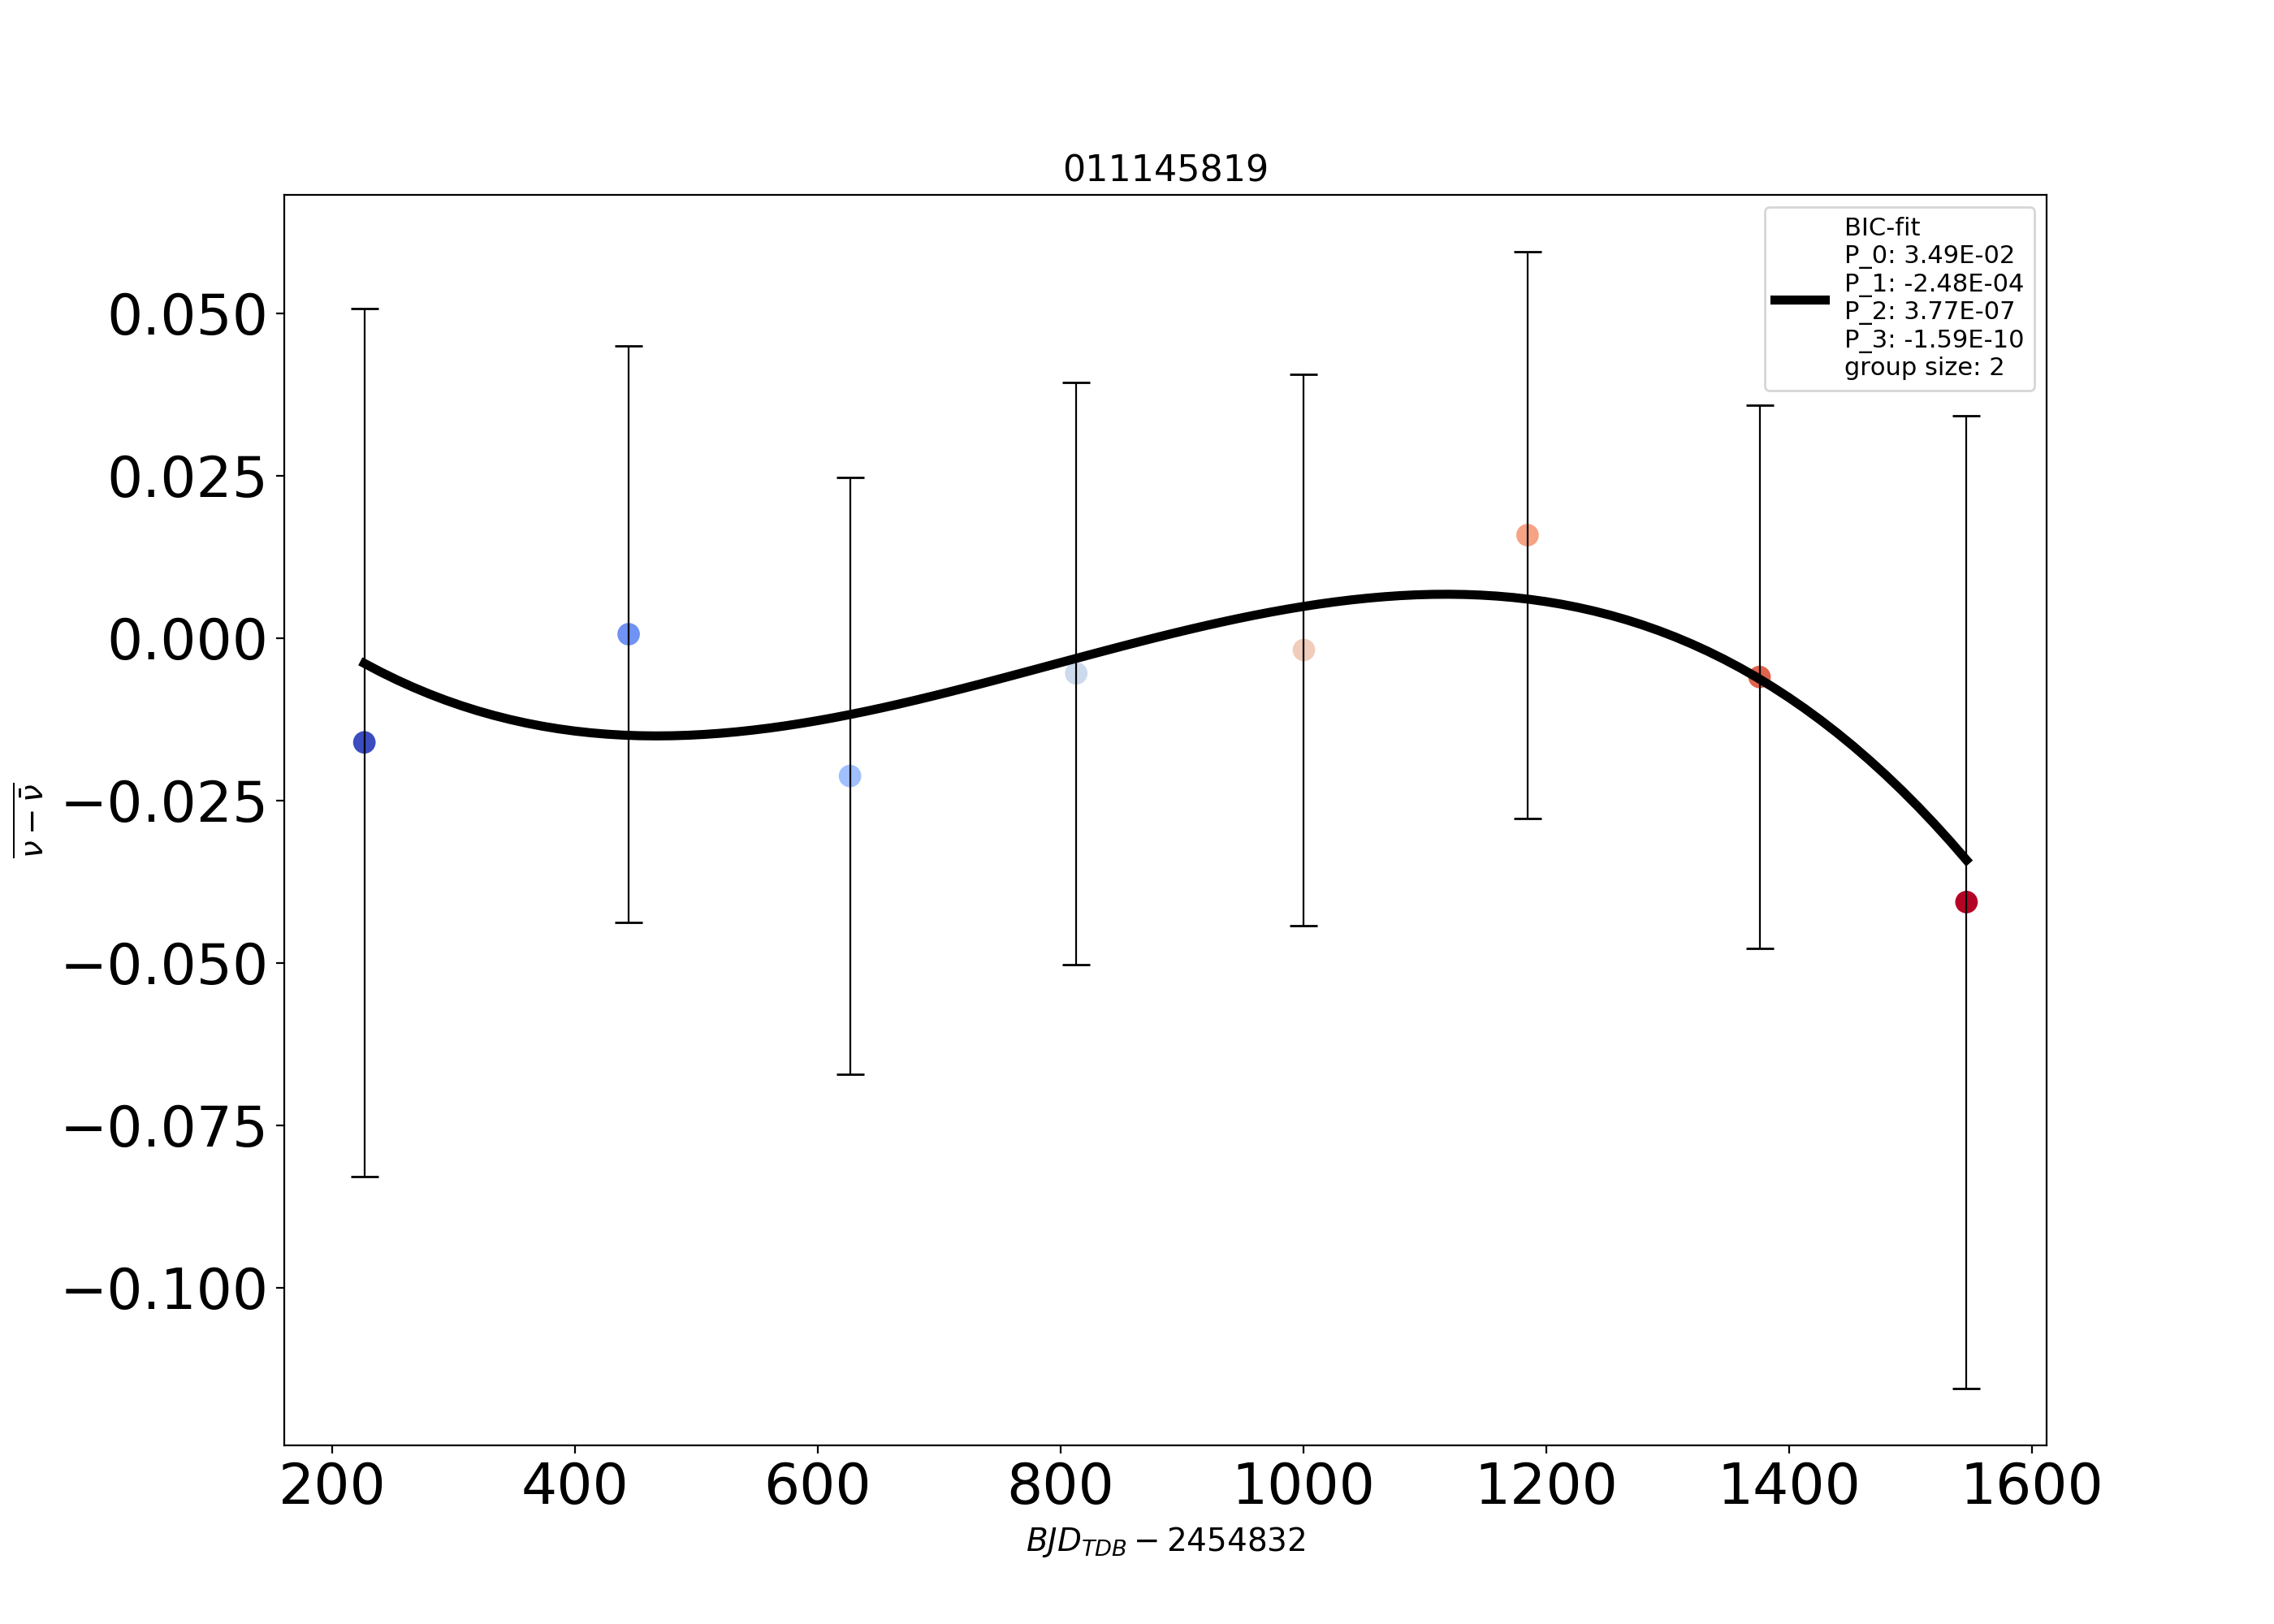 011145819
BIC-fit
P_0: 3.49E-02
P_1: -2.48E-04
P_2: 3.77E-07
P_3: -1.59E-10
group size: 2
0.050
0.025
0.000
−0.025
−0.050
−0.075
−0.100
ν − ν̄
200 400 600 800 1000 1200 1400 1600
BJD_TDB − 2454832